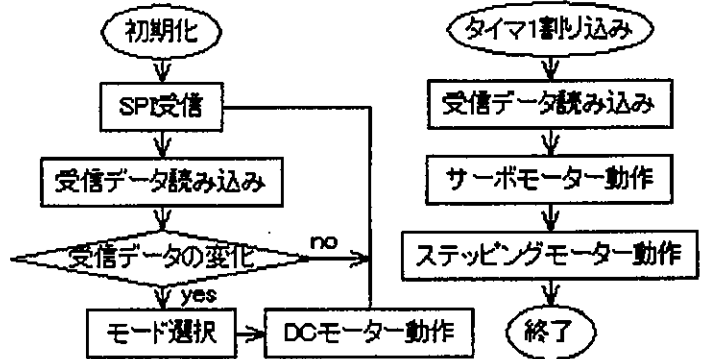 初期化
SPI受信
受信データ読み込み
受信データの変化
no
yes
モード選択
DCモーター動作
タイマ1割り込み
受信データ読み込み
サーボモーター動作
ステッピングモーター動作
終了